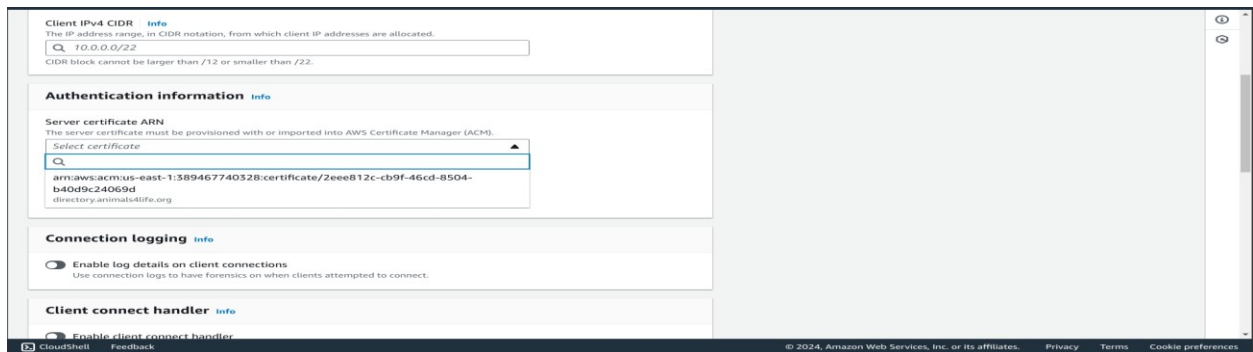 Client IPv4 CIDR Info
The IP address range, in CIDR notation, from which client IP addresses are allocated.
10.0.0.0/22
CIDR block cannot be larger than /12 or smaller than /22.
Authentication information Info
Server certificate ARN
The server certificate must be provisioned with or imported into AWS Certificate Manager (ACM).
Select certificate
arn:aws:acm:us-east-1:389467740328:certificate/2eee812c-cb9f-46cd-8504-
b40d9c24069d
directory.animals4life.org
Connection logging Info
Enable log details on client connections
Use connection logs to have forensics on when clients attempted to connect.
Client connect handler Info
Enable client connect handler
CloudShell Feedback © 2024, Amazon Web Services, Inc. or its affiliates. Privacy Terms Cookie preferences